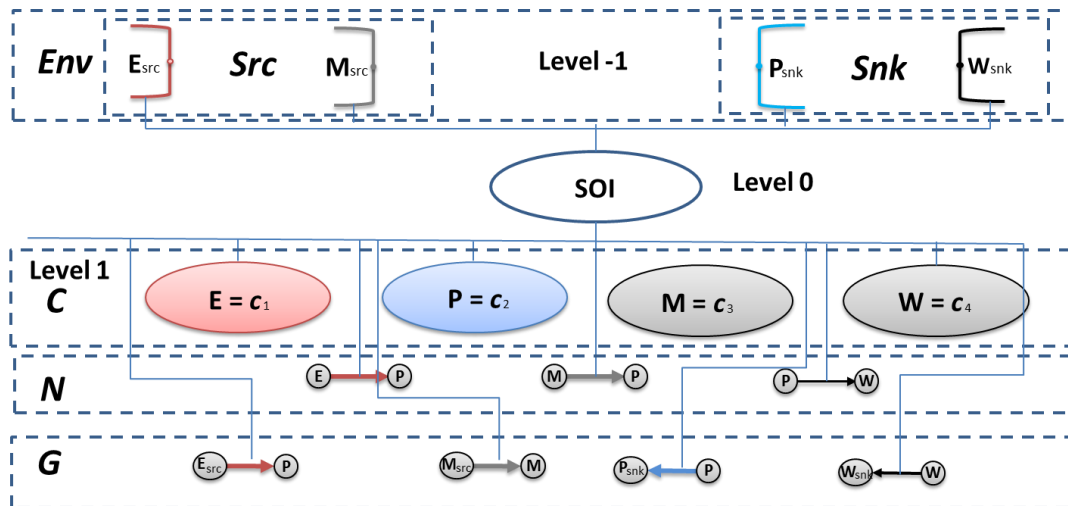 Env
Esrc
Src
Msrc
Level -1
Psnk
Snk
Wsnk
SOI
Level 0
Level 1
C
E = c1
P = c2
M = c3
W = c4
N
E P
M P
P W
G
Esrc P
Msrc M
Psnk P
Wsnk W